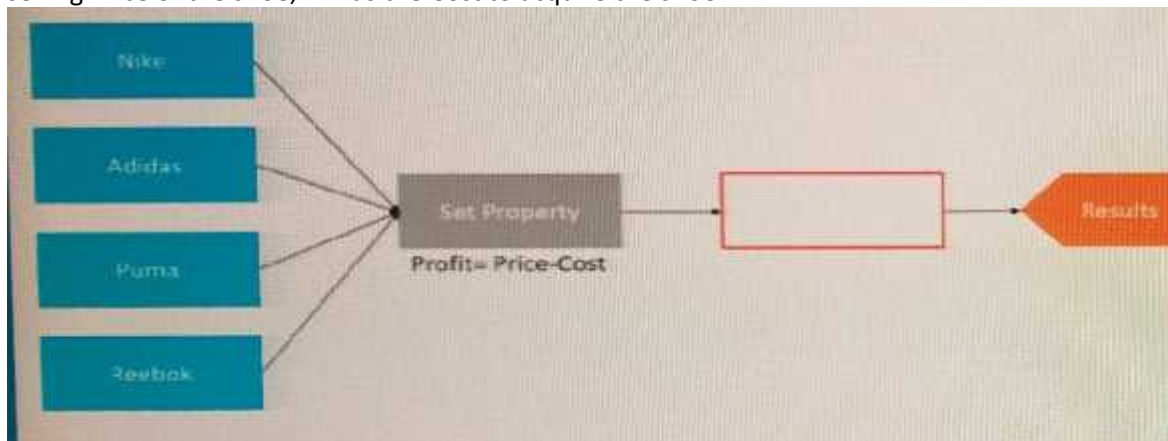 Nike
Adidas
Set Property
Results
Profit= Price-Cost
Puma
Reebok